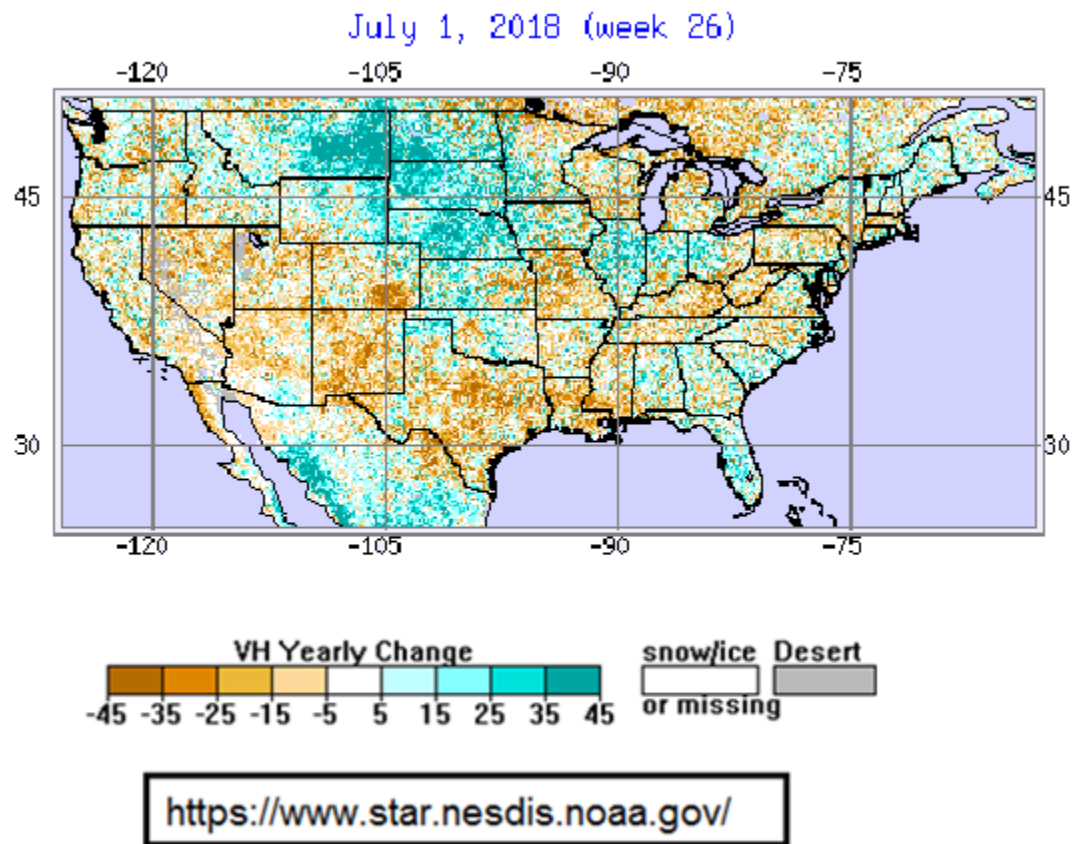 July 1, 2018 (week 26)
-120 -105 -90 -75
45 45
30 30
-120 -105 -90 -75
VH Yearly Change snow/ice Desert
-45 -35 -25 -15 -5 5 15 25 35 45 or missing
https://www.star.nesdis.noaa.gov/